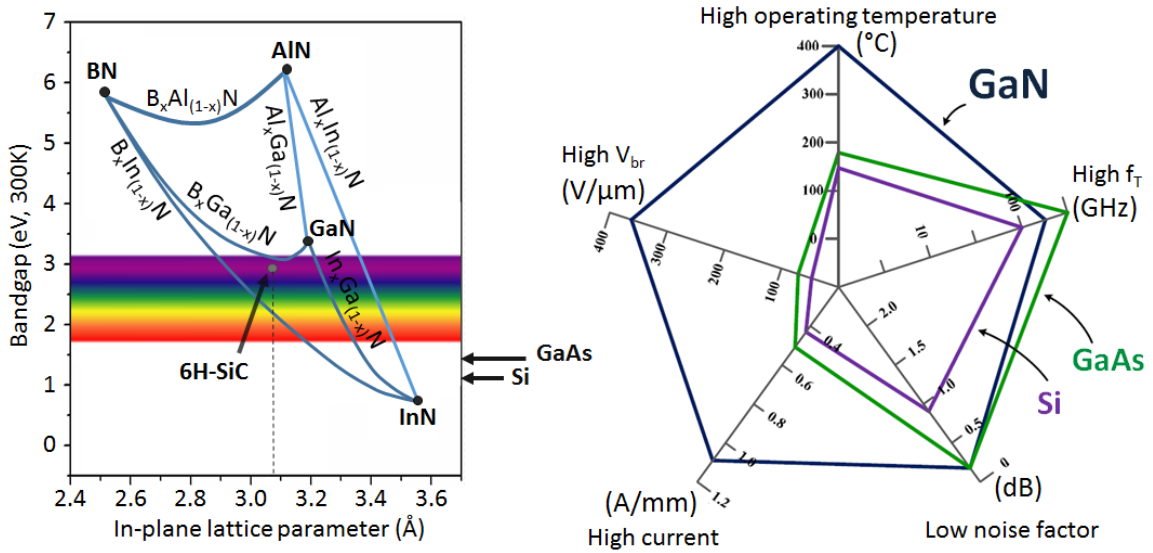 7
6
5
4
3
2
1
0
Bandgap (eV, 300K)
BN
AlN
BₓAl₍₁₋ₓ₎N
BₓIn₍₁₋ₓ₎N
BₓGa₍₁₋ₓ₎N
AlₓGa₍₁₋ₓ₎N
AlₓIn₍₁₋ₓ₎N
GaN
InₓGa₍₁₋ₓ₎N
6H-SiC
InN
GaAs
Si
2.4 2.6 2.8 3.0 3.2 3.4 3.6
In-plane lattice parameter (Å)
High operating temperature
(°C)
400
300
200
100
0
GaN
High fT
(GHz)
100
10
GaAs
Si
High Vbr
(V/µm)
400
300
200
100
2.0
1.5
1.0
0.5
0
(dB)
Low noise factor
0.4
0.6
0.8
1.0
1.2
(A/mm)
High current